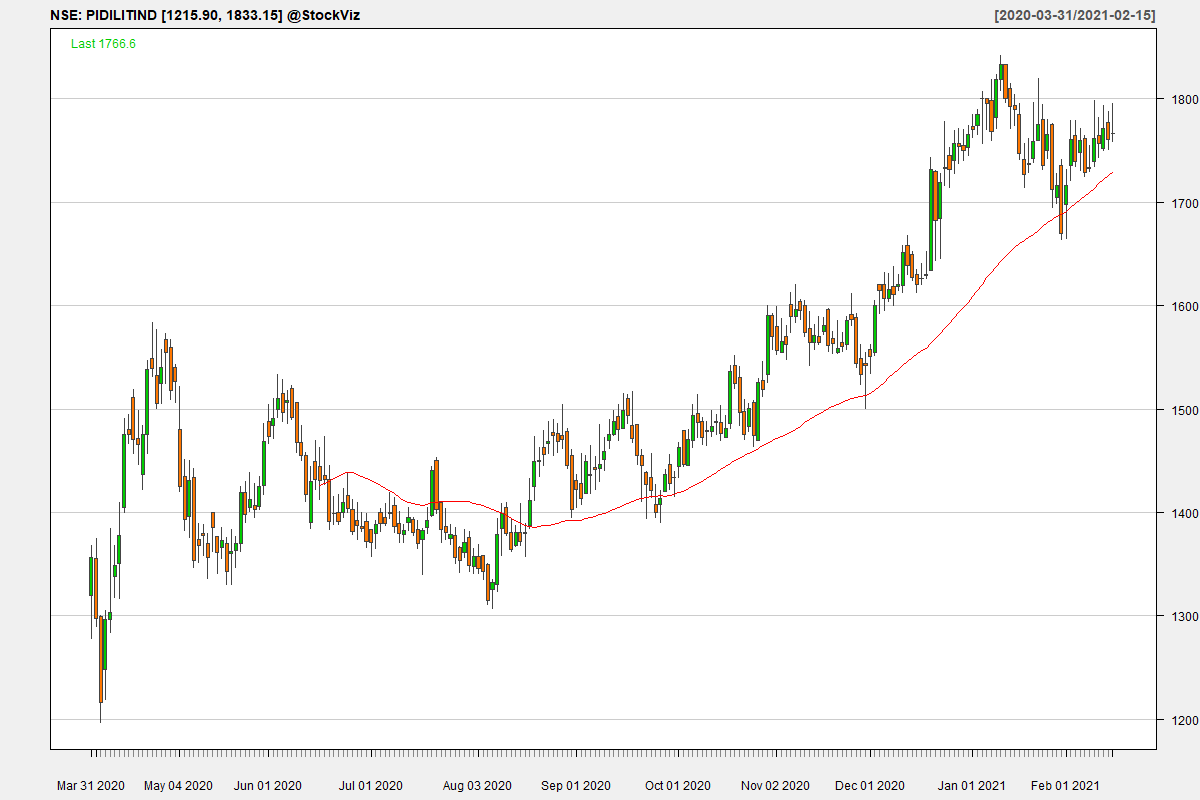 NSE: PIDILITIND [1215.90, 1833.15] @StockViz
[2020-03-31/2021-02-15]
Last 1766.6
1800
1700
1600
1500
1400
1300
1200
Mar 31 2020
May 04 2020
Jun 01 2020
Jul 01 2020
Aug 03 2020
Sep 01 2020
Oct 01 2020
Nov 02 2020
Dec 01 2020
Jan 01 2021
Feb 01 2021